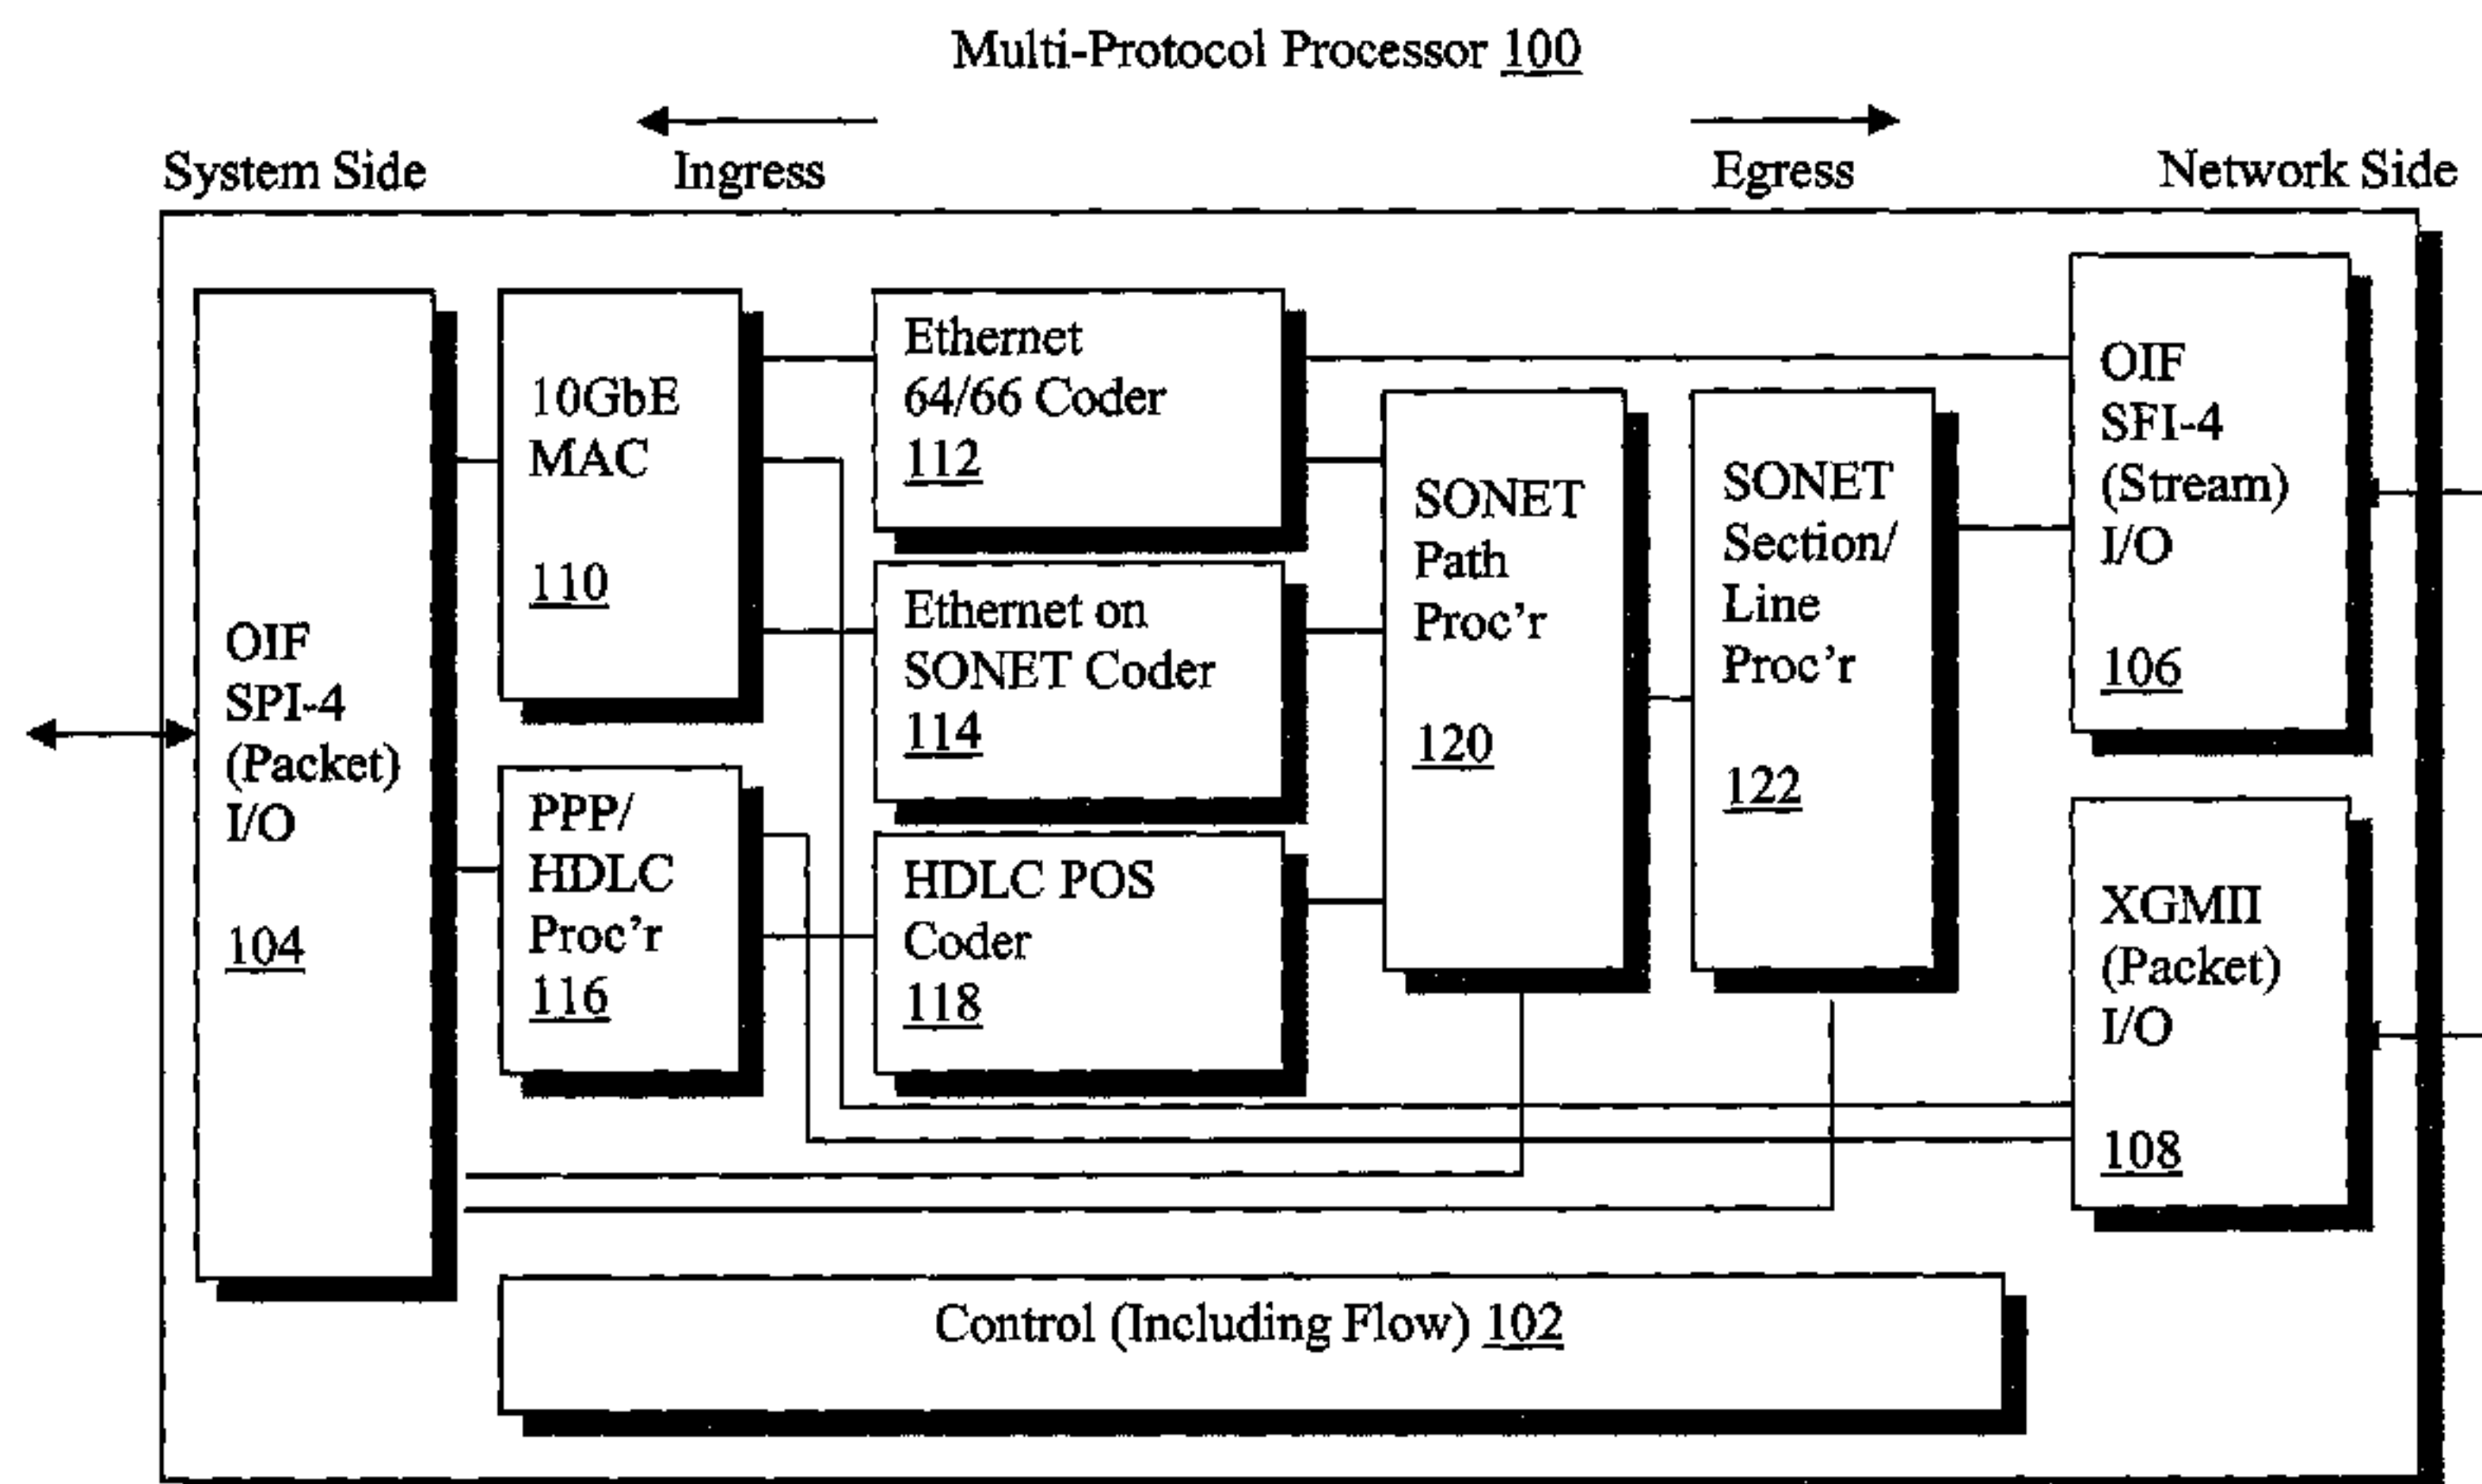 Multi-Protocol Processor 100
System Side
Ingress
Egress
Network Side
OIF
SPI-4
(Packet)
I/O
104
10GbE
MAC
110
PPP/
HDLC
Proc'r
116
Ethernet
64/66 Coder
112
Ethernet on
SONET Coder
114
HDLC POS
Coder
118
SONET
Path
Proc'r
120
SONET
Section/
Line
Proc'r
122
OIF
SFI-4
(Stream)
I/O
106
XGMII
(Packet)
I/O
108
Control (Including Flow) 102